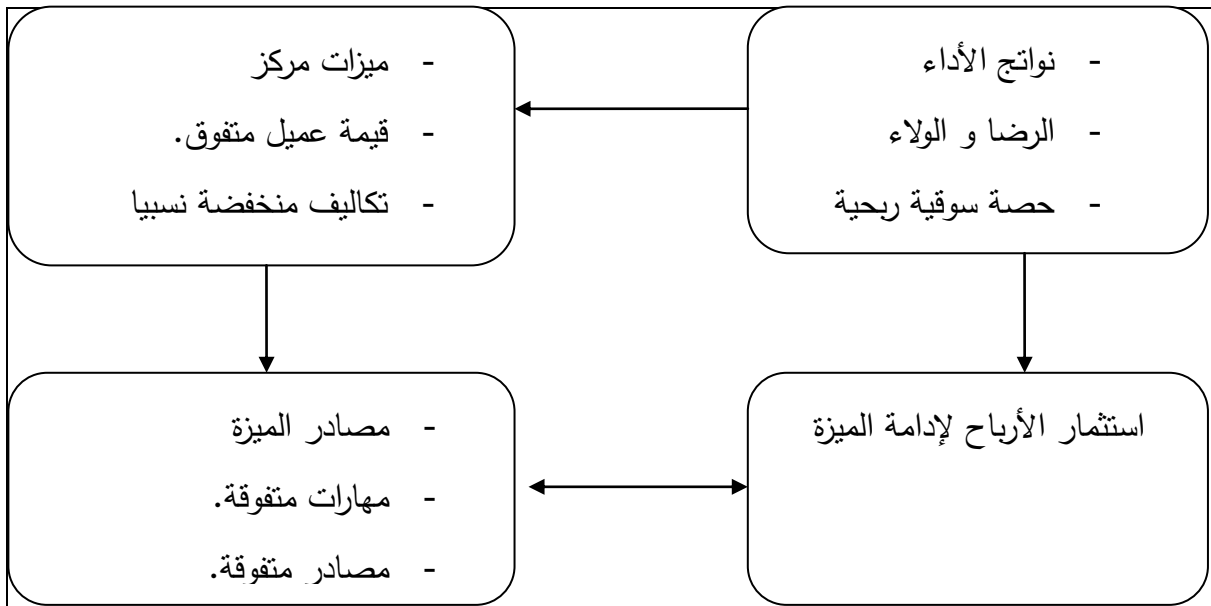 - نواتج الأداء
- الرضا و الولاء
- حصة سوقية ربحية
- ميزات مركز
- قيمة عميل متفوق.
- تكاليف منخفضة نسبيا
استثمار الأرباح لإدامة الميزة
- مصادر الميزة
- مهارات متفوقة.
- مصادر متفوقة.